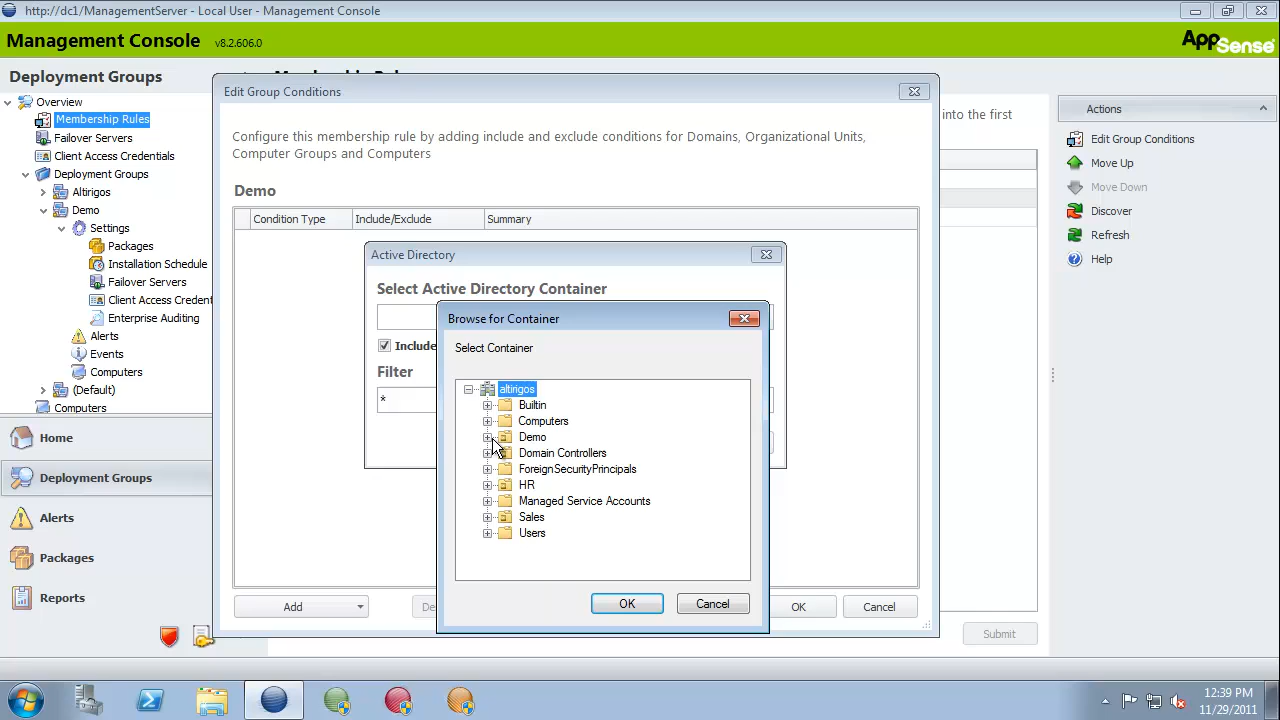 http://dc1/ManagementServer - Local User - Management Console
Management Console v8.2.606.0
AppSense
Deployment Groups
Overview
Membership Rules
Failover Servers
Client Access Credentials
Deployment Groups
Altirigos
Demo
Settings
Packages
Installation Schedule
Failover Servers
Client Access Credent
Enterprise Auditing
Alerts
Events
Computers
(Default)
Computers
Home
Deployment Groups
Alerts
Packages
Reports
Edit Group Conditions
Configure this membership rule by adding include and exclude conditions for Domains, Organizational Units,
Computer Groups and Computers
Demo
Condition Type Include/Exclude Summary
Active Directory
Select Active Directory Container
Include
Filter
*
Browse for Container
Select Container
altirigos
Builtin
Computers
Demo
Domain Controllers
ForeignSecurityPrincipals
HR
Managed Service Accounts
Sales
Users
OK Cancel
Add De OK Cancel
into the first
Submit
Actions
Edit Group Conditions
Move Up
Move Down
Discover
Refresh
Help
12:39 PM
11/29/2011